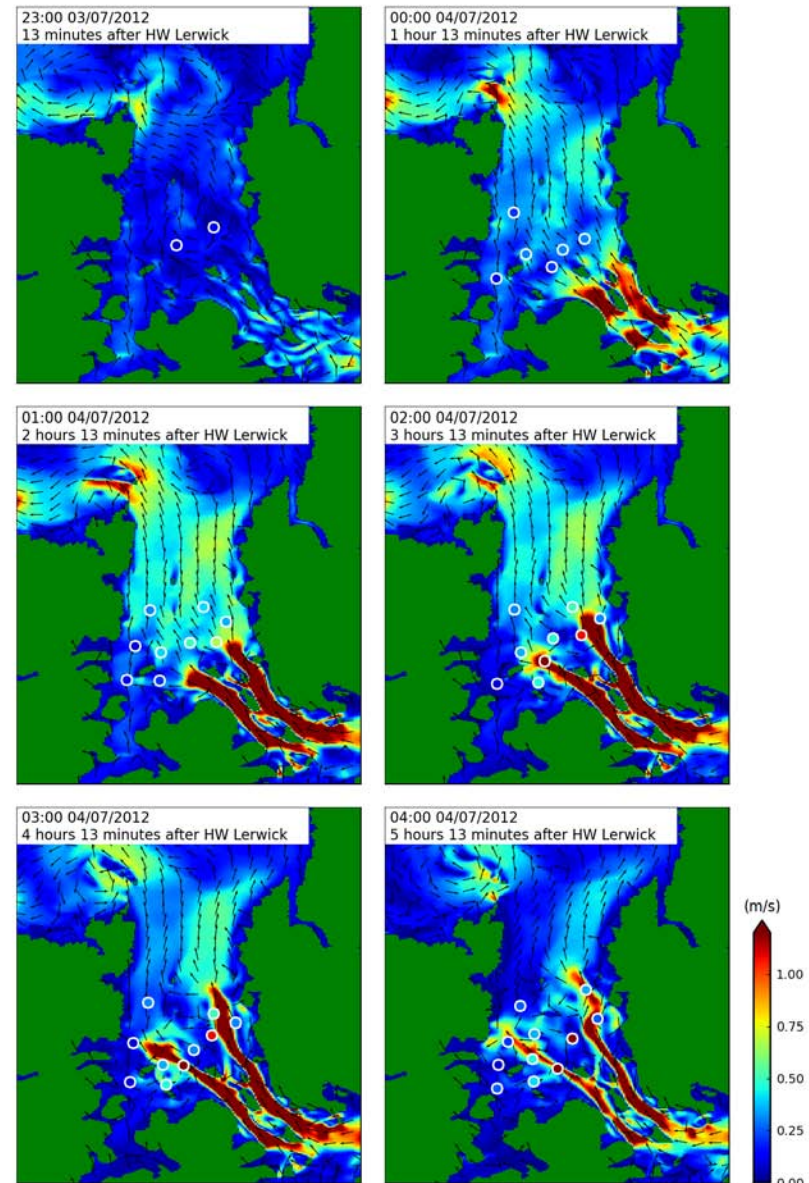 23:00 03/07/2012
13 minutes after HW Lerwick
00:00 04/07/2012
1 hour 13 minutes after HW Lerwick
01:00 04/07/2012
2 hours 13 minutes after HW Lerwick
02:00 04/07/2012
3 hours 13 minutes after HW Lerwick
03:00 04/07/2012
4 hours 13 minutes after HW Lerwick
04:00 04/07/2012
5 hours 13 minutes after HW Lerwick
(m/s)
1.00
0.75
0.50
0.25
0.00